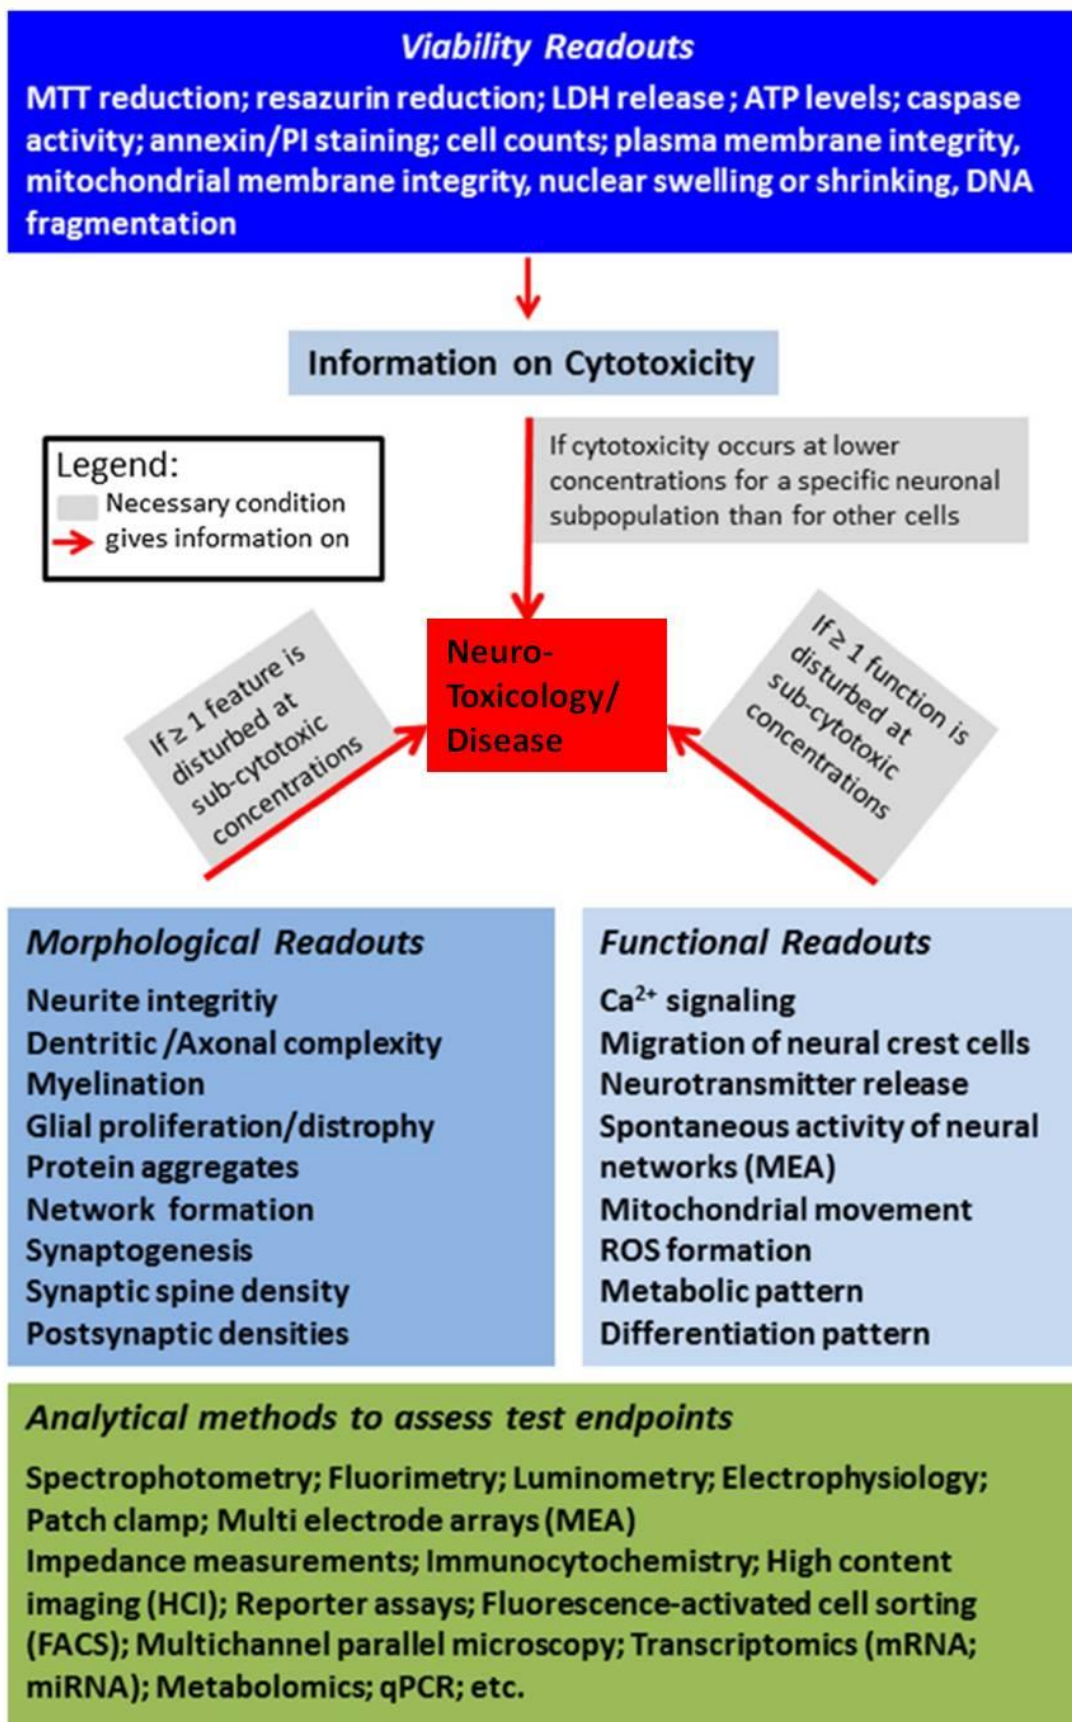 Viability Readouts
MTT reduction; resazurin reduction; LDH release ; ATP levels; caspase
activity; annexin/PI staining; cell counts; plasma membrane integrity,
mitochondrial membrane integrity, nuclear swelling or shrinking, DNA
fragmentation
Information on Cytotoxicity
If cytotoxicity occurs at lower
concentrations for a specific neuronal
subpopulation than for other cells
Legend:
Necessary condition
gives information on
Neuro-
Toxicology/
Disease
If ≥ 1 feature is
disturbed at
sub-cytotoxic
concentrations
If ≥ 1 function is
disturbed at
sub-cytotoxic
concentrations
Morphological Readouts
Neurite integritiy
Dentritic /Axonal complexity
Myelination
Glial proliferation/distrophy
Protein aggregates
Network formation
Synaptogenesis
Synaptic spine density
Postsynaptic densities
Functional Readouts
Ca²⁺ signaling
Migration of neural crest cells
Neurotransmitter release
Spontaneous activity of neural
networks (MEA)
Mitochondrial movement
ROS formation
Metabolic pattern
Differentiation pattern
Analytical methods to assess test endpoints
Spectrophotometry; Fluorimetry; Luminometry; Electrophysiology;
Patch clamp; Multi electrode arrays (MEA)
Impedance measurements; Immunocytochemistry; High content
imaging (HCI); Reporter assays; Fluorescence-activated cell sorting
(FACS); Multichannel parallel microscopy; Transcriptomics (mRNA;
miRNA); Metabolomics; qPCR; etc.